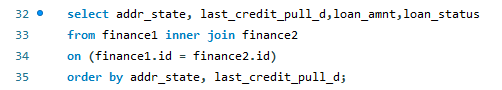 32 select addr_state, last_credit_pull_d,loan_amnt,loan_status
33 from finance1 inner join finance2
34 on (finance1.id = finance2.id)
35 order by addr_state, last_credit_pull_d;